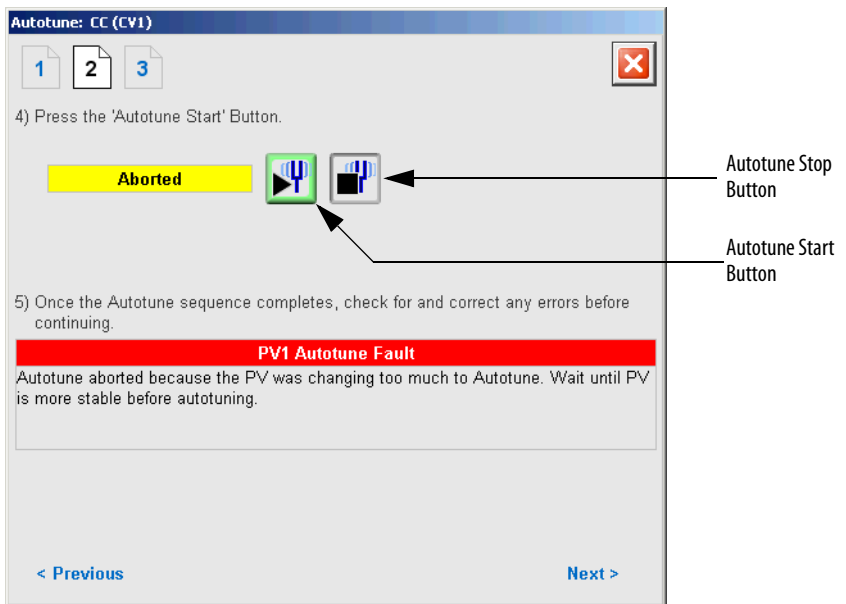 Autotune: CC (CV1)
1 2 3
4) Press the 'Autotune Start' Button.
Aborted
Autotune Stop
Button
Autotune Start
Button
5) Once the Autotune sequence completes, check for and correct any errors before
continuing.
PV1 Autotune Fault
Autotune aborted because the PV was changing too much to Autotune. Wait until PV
is more stable before autotuning.
< Previous
Next >